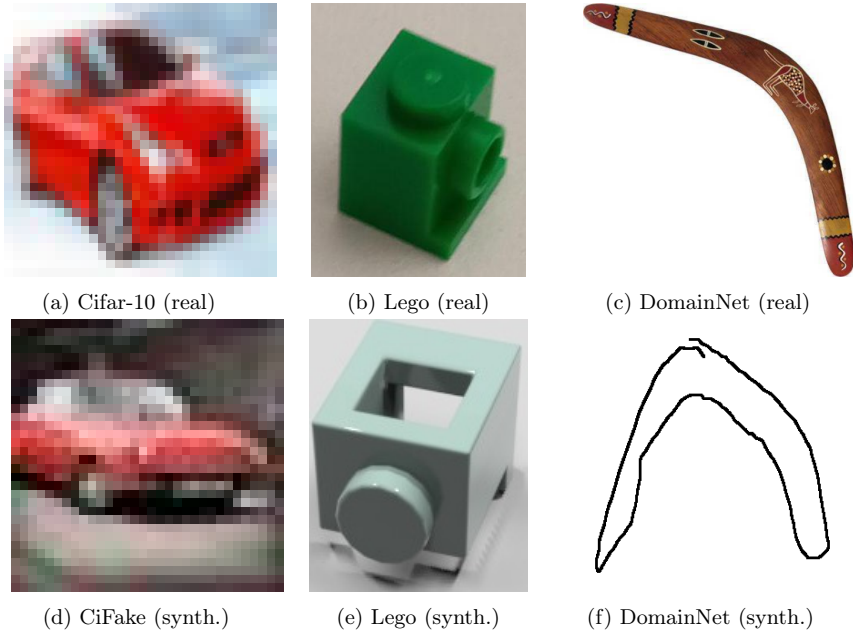 (a) Cifar-10 (real)
(b) Lego (real)
(c) DomainNet (real)
(d) CiFake (synth.)
(e) Lego (synth.)
(f) DomainNet (synth.)